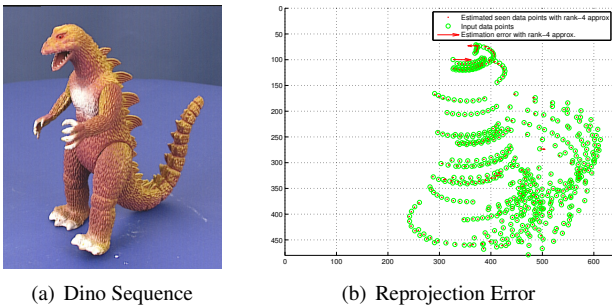 Estimated seen data points with rank−4 approx
Input data points
Estimation error with rank−4 approx.
0
50
100
150
200
250
300
350
400
450
0 100 200 300 400 500 600
(a) Dino Sequence
(b) Reprojection Error